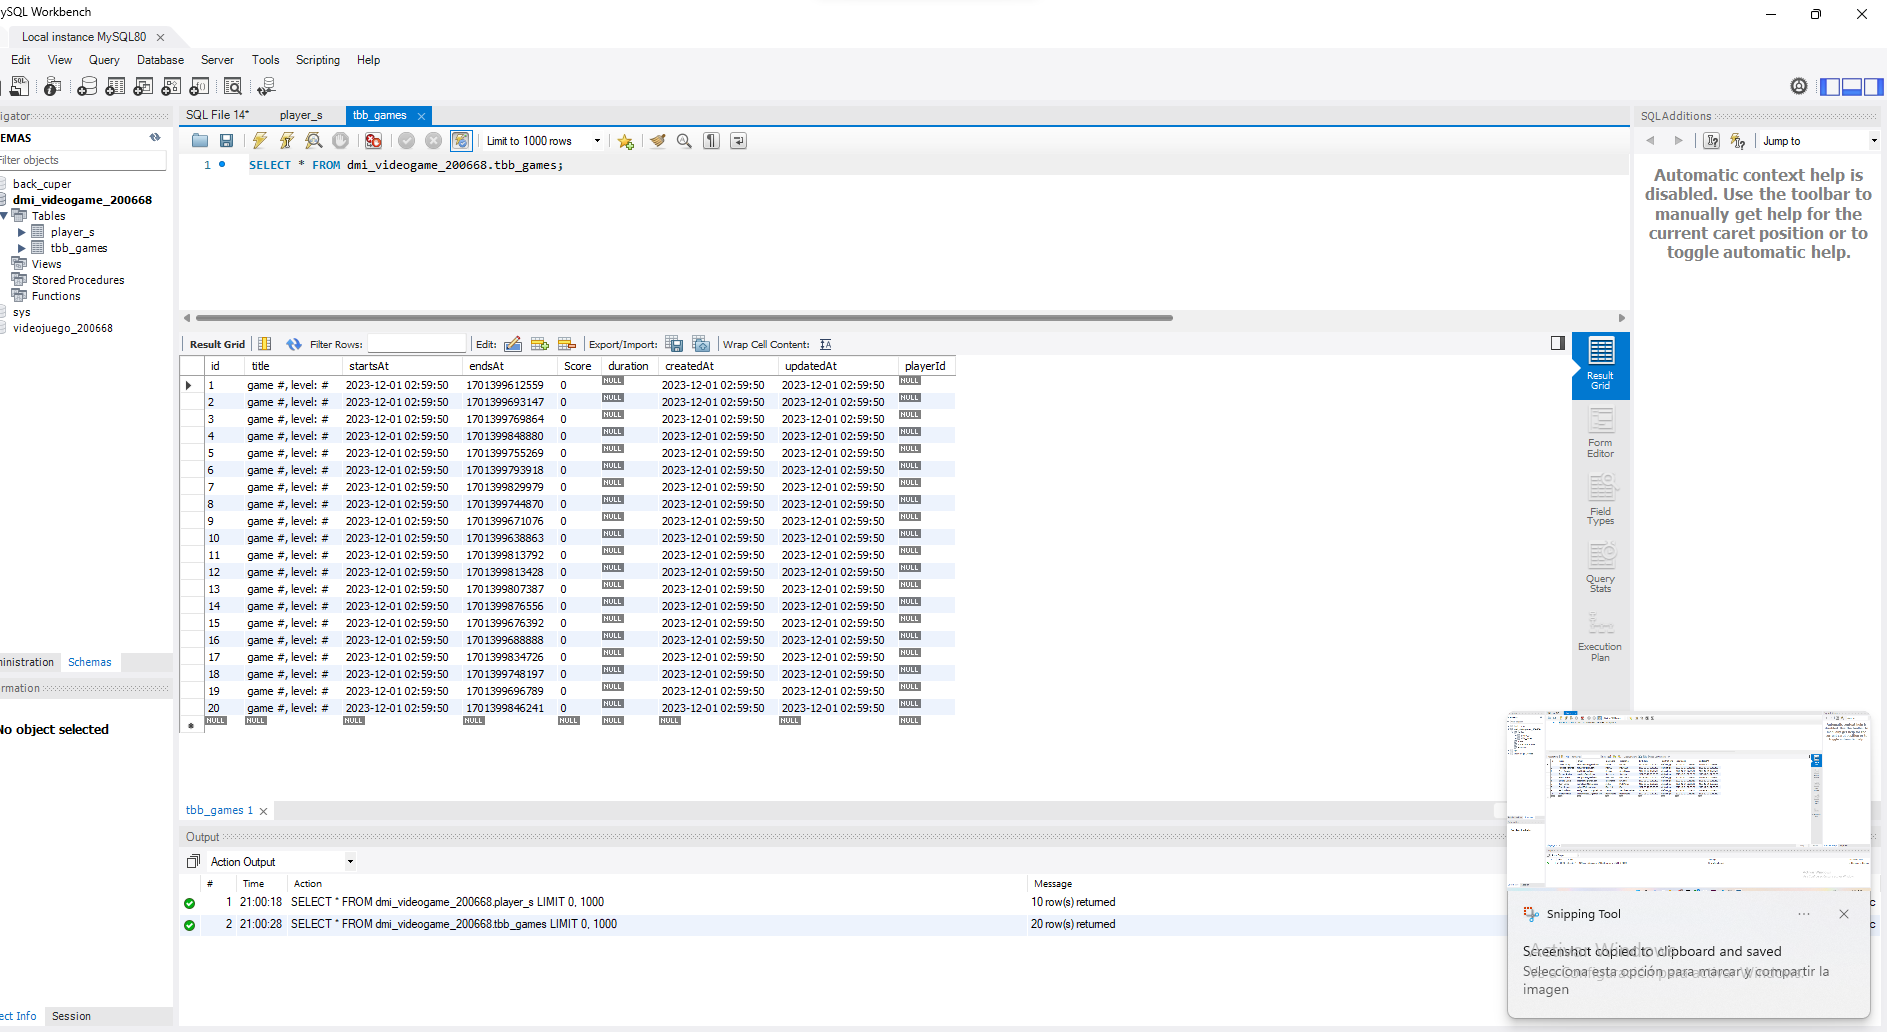 ySQL Workbench
Local instance MySQL80
Edit View Query Database Server Tools Scripting Help
igator
EMAS
ilter objects
back_cuper
dmi_videogame_200668
Tables
player_s
tbb_games
Views
Stored Procedures
Functions
sys
videojuego_200668
ninistration Schemas
rmation
No object selected
ect Info Session
SQL File 14* player_s tbb_games
Limit to 1000 rows
1 SELECT * FROM dmi_videogame_200668.tbb_games;
Result Grid Filter Rows: Edit: Export/Import: Wrap Cell Content:
id title startsAt endsAt Score duration createdAt updatedAt playerId
1 game #, level: # 2023-12-01 02:59:50 1701399612559 0 NULL 2023-12-01 02:59:50 2023-12-01 02:59:50 NULL
2 game #, level: # 2023-12-01 02:59:50 1701399693147 0 NULL 2023-12-01 02:59:50 2023-12-01 02:59:50 NULL
3 game #, level: # 2023-12-01 02:59:50 1701399769864 0 NULL 2023-12-01 02:59:50 2023-12-01 02:59:50 NULL
4 game #, level: # 2023-12-01 02:59:50 1701399848880 0 NULL 2023-12-01 02:59:50 2023-12-01 02:59:50 NULL
5 game #, level: # 2023-12-01 02:59:50 1701399755269 0 NULL 2023-12-01 02:59:50 2023-12-01 02:59:50 NULL
6 game #, level: # 2023-12-01 02:59:50 1701399793918 0 NULL 2023-12-01 02:59:50 2023-12-01 02:59:50 NULL
7 game #, level: # 2023-12-01 02:59:50 1701399829979 0 NULL 2023-12-01 02:59:50 2023-12-01 02:59:50 NULL
8 game #, level: # 2023-12-01 02:59:50 1701399744870 0 NULL 2023-12-01 02:59:50 2023-12-01 02:59:50 NULL
9 game #, level: # 2023-12-01 02:59:50 1701399671076 0 NULL 2023-12-01 02:59:50 2023-12-01 02:59:50 NULL
10 game #, level: # 2023-12-01 02:59:50 1701399638863 0 NULL 2023-12-01 02:59:50 2023-12-01 02:59:50 NULL
11 game #, level: # 2023-12-01 02:59:50 1701399813792 0 NULL 2023-12-01 02:59:50 2023-12-01 02:59:50 NULL
12 game #, level: # 2023-12-01 02:59:50 1701399813428 0 NULL 2023-12-01 02:59:50 2023-12-01 02:59:50 NULL
13 game #, level: # 2023-12-01 02:59:50 1701399807387 0 NULL 2023-12-01 02:59:50 2023-12-01 02:59:50 NULL
14 game #, level: # 2023-12-01 02:59:50 1701399876556 0 NULL 2023-12-01 02:59:50 2023-12-01 02:59:50 NULL
15 game #, level: # 2023-12-01 02:59:50 1701399676392 0 NULL 2023-12-01 02:59:50 2023-12-01 02:59:50 NULL
16 game #, level: # 2023-12-01 02:59:50 1701399688888 0 NULL 2023-12-01 02:59:50 2023-12-01 02:59:50 NULL
17 game #, level: # 2023-12-01 02:59:50 1701399834726 0 NULL 2023-12-01 02:59:50 2023-12-01 02:59:50 NULL
18 game #, level: # 2023-12-01 02:59:50 1701399748197 0 NULL 2023-12-01 02:59:50 2023-12-01 02:59:50 NULL
19 game #, level: # 2023-12-01 02:59:50 1701399696789 0 NULL 2023-12-01 02:59:50 2023-12-01 02:59:50 NULL
20 game #, level: # 2023-12-01 02:59:50 1701399846241 0 NULL 2023-12-01 02:59:50 2023-12-01 02:59:50 NULL
NULL NULL NULL NULL NULL NULL NULL NULL NULL
Result
Grid
Form
Editor
Field
Types
Query
Stats
Execution
Plan
tbb_games 1
Output
Action Output
# Time Action Message
1 21:00:18 SELECT * FROM dmi_videogame_200668.player_s LIMIT 0, 1000 10 row(s) returned
2 21:00:28 SELECT * FROM dmi_videogame_200668.tbb_games LIMIT 0, 1000 20 row(s) returned
SQLAdditions
Jump to
Automatic context help is
disabled. Use the toolbar to
manually get help for the
current caret position or to
toggle automatic help.
Snipping Tool
Activar Windows
Screenshot copied to clipboard and saved
Selecciona esta opción para marcar y compartir la
imagen